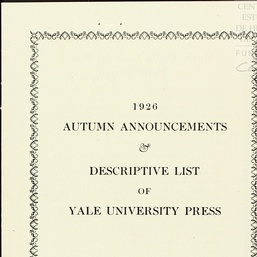 1926
AUTUMN ANNOUNCEMENTS
&
DESCRIPTIVE LIST
OF
YALE UNIVERSITY PRESS